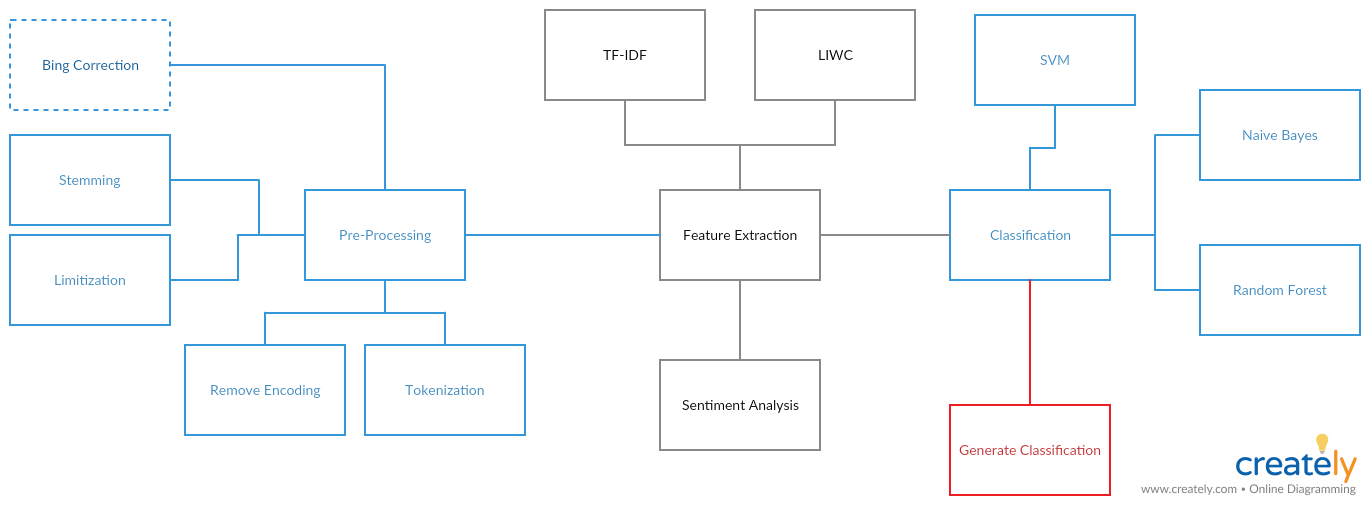 Bing Correction
TF-IDF
LIWC
SVM
Naive Bayes
Stemming
Pre-Processing
Feature Extraction
Classification
Limitization
Random Forest
Remove Encoding
Tokenization
Sentiment Analysis
Generate Classification
creately
www.creately.com • Online Diagramming